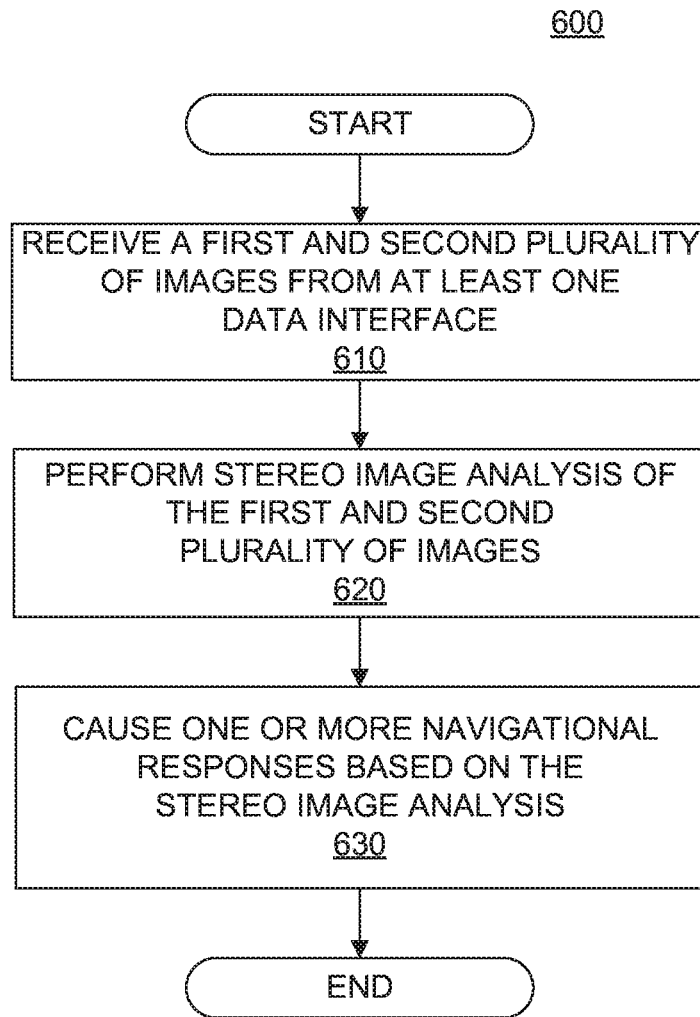 600
START
RECEIVE A FIRST AND SECOND PLURALITY
OF IMAGES FROM AT LEAST ONE
DATA INTERFACE
610
PERFORM STEREO IMAGE ANALYSIS OF
THE FIRST AND SECOND
PLURALITY OF IMAGES
620
CAUSE ONE OR MORE NAVIGATIONAL
RESPONSES BASED ON THE
STEREO IMAGE ANALYSIS
630
END